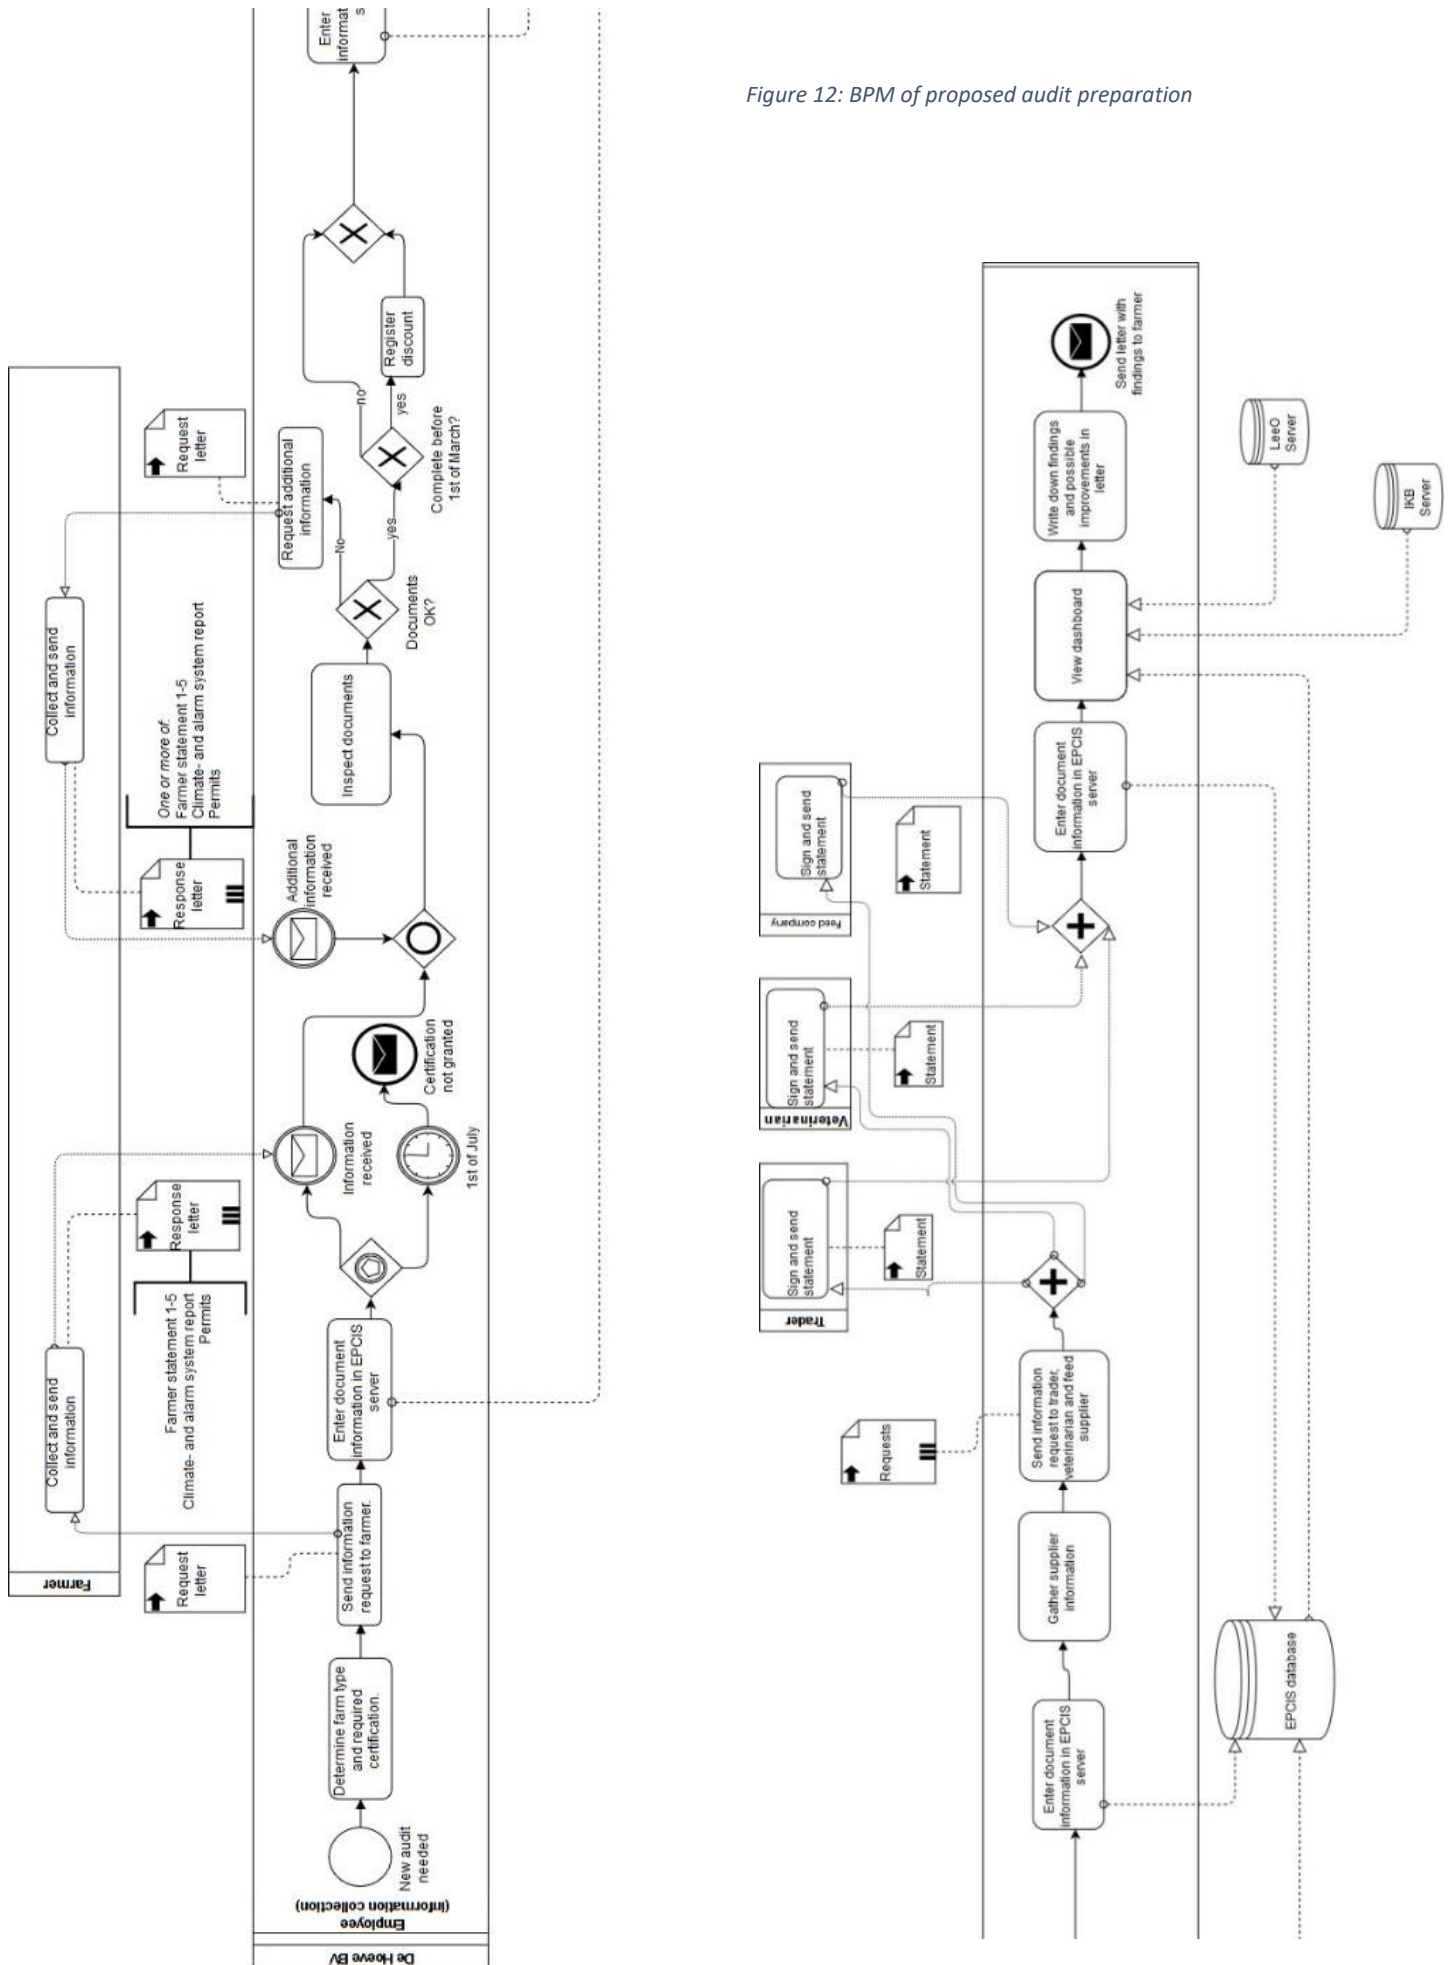 Figure 12: BPM of proposed audit preparation
De Hoeve BV
Employee
(information collection)
Farmer
New audit
needed
Determine farm type
and required
certification.
Send information
request to farmer.
Request
letter
Collect and send
information
Farmer statement 1-5
Climate- and alarm system report
Permits
Response
letter
Enter document
information in EPCIS
server
Information
received
1st of July
Certification
not granted
Additional
information
received
Response
letter
One or more of:
Farmer statement 1-5
Climate- and alarm system report
Permits
Collect and send
information
Inspect documents
Documents
OK?
No
yes
Request additional
information
Request
letter
Complete before
1st of March?
no
yes
Register
discount
Enter
informat
s
Enter document
information in EPCIS
server
Gather supplier
information
Send information
request to trader,
veterinarian and feed
supplier
Requests
Trader
Sign and send
statement
Statement
Veterinarian
Sign and send
statement
Statement
Feed company
Sign and send
statement
Statement
Enter document
information in EPCIS
server
View dashboard
Write down findings
and possible
improvements in
letter
Send letter with
findings to farmer
EPCIS database
IKB
Server
LeeO
Server